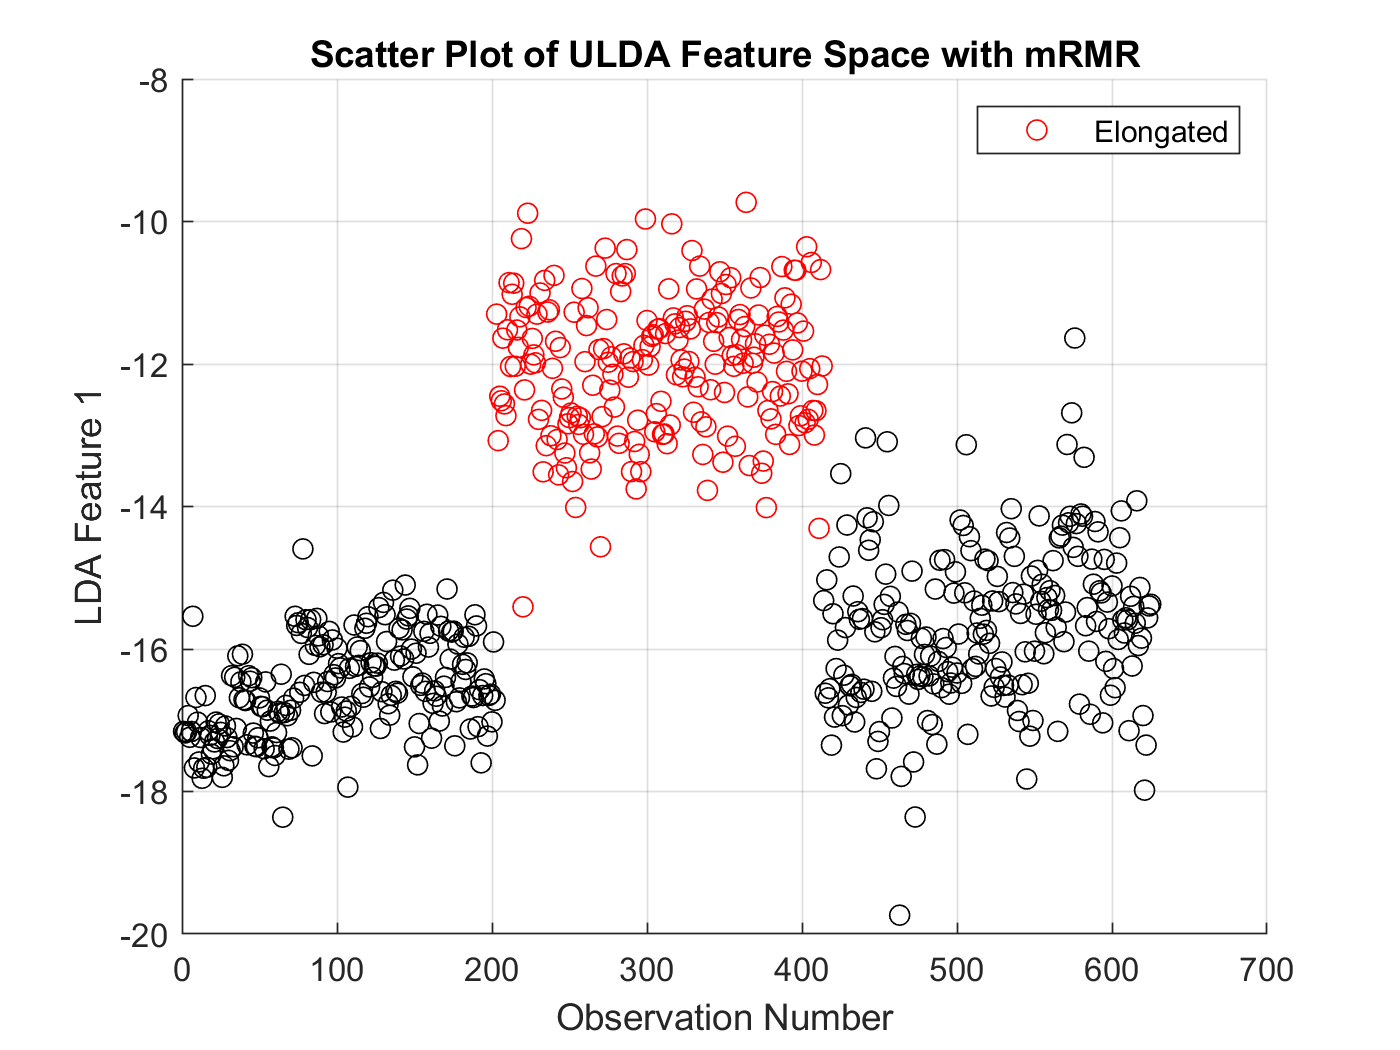 Scatter Plot of ULDA Feature Space with mRMR
Elongated
-8
-10
-12
-14
-16
-18
-20
LDA Feature 1
0 100 200 300 400 500 600 700
Observation Number